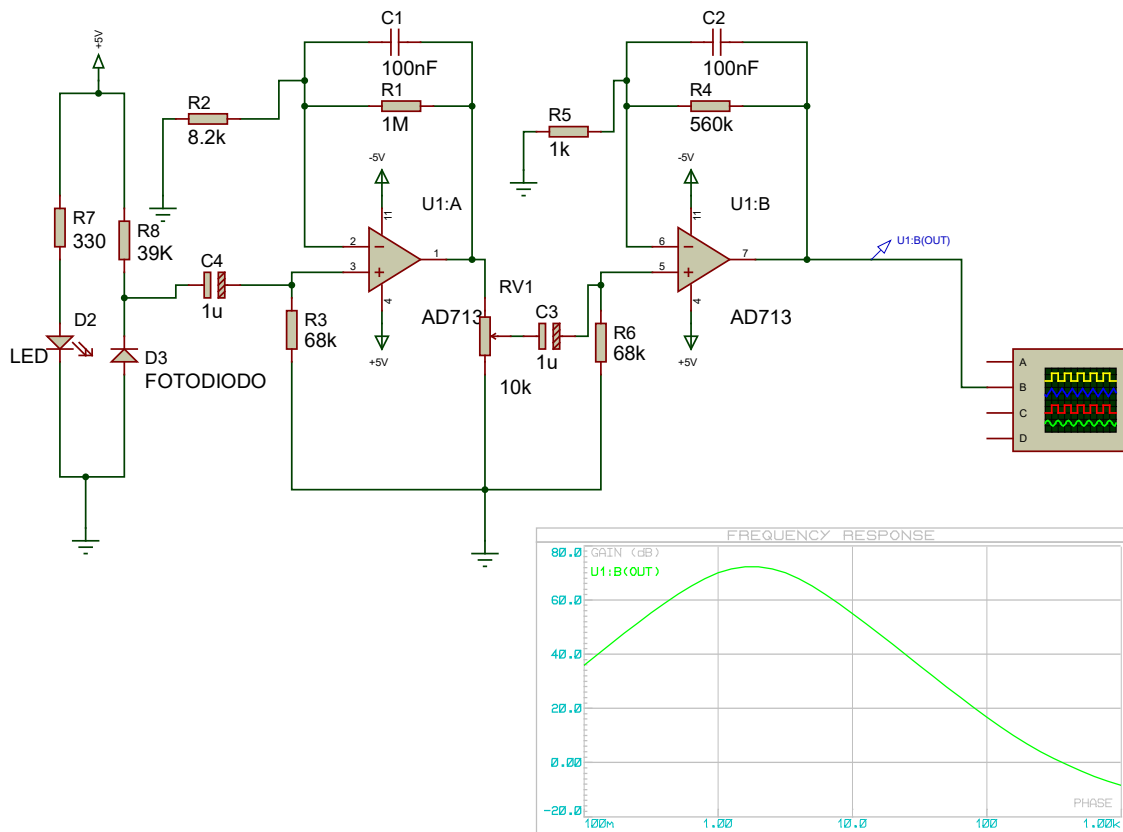 +5V
R7
330
R8
39K
D2
LED
D3
FOTODIODO
R2
8.2k
C4
1u
R3
68k
C1
100nF
R1
1M
-5V
11
U1:A
2
3
1
4
AD713
+5V
RV1
10k
C3
1u
R6
68k
R5
1k
C2
100nF
R4
560k
-5V
11
U1:B
6
5
7
4
AD713
+5V
U1:B(OUT)
A
B
C
D
FREQUENCY RESPONSE
GAIN (dB)
U1:B(OUT)
80.0
60.0
40.0
20.0
0.00
-20.0
PHASE
100m
1.00
10.0
100
1.00k